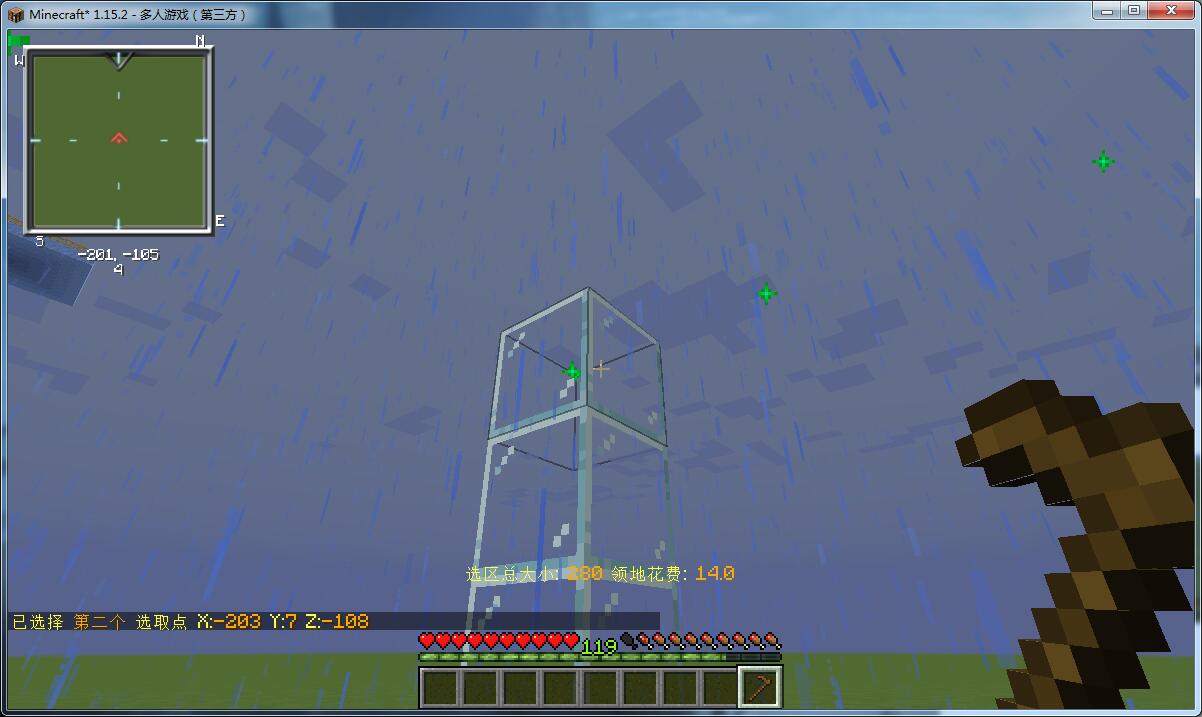 Minecraft* 1.15.2 - 多人游戏（第三方）
N
W
E
S
-201, -105
4
选区总大小: 280 领地花费: 14.0
已选择 第二个 选取点 X:-203 Y:7 Z:-108
119